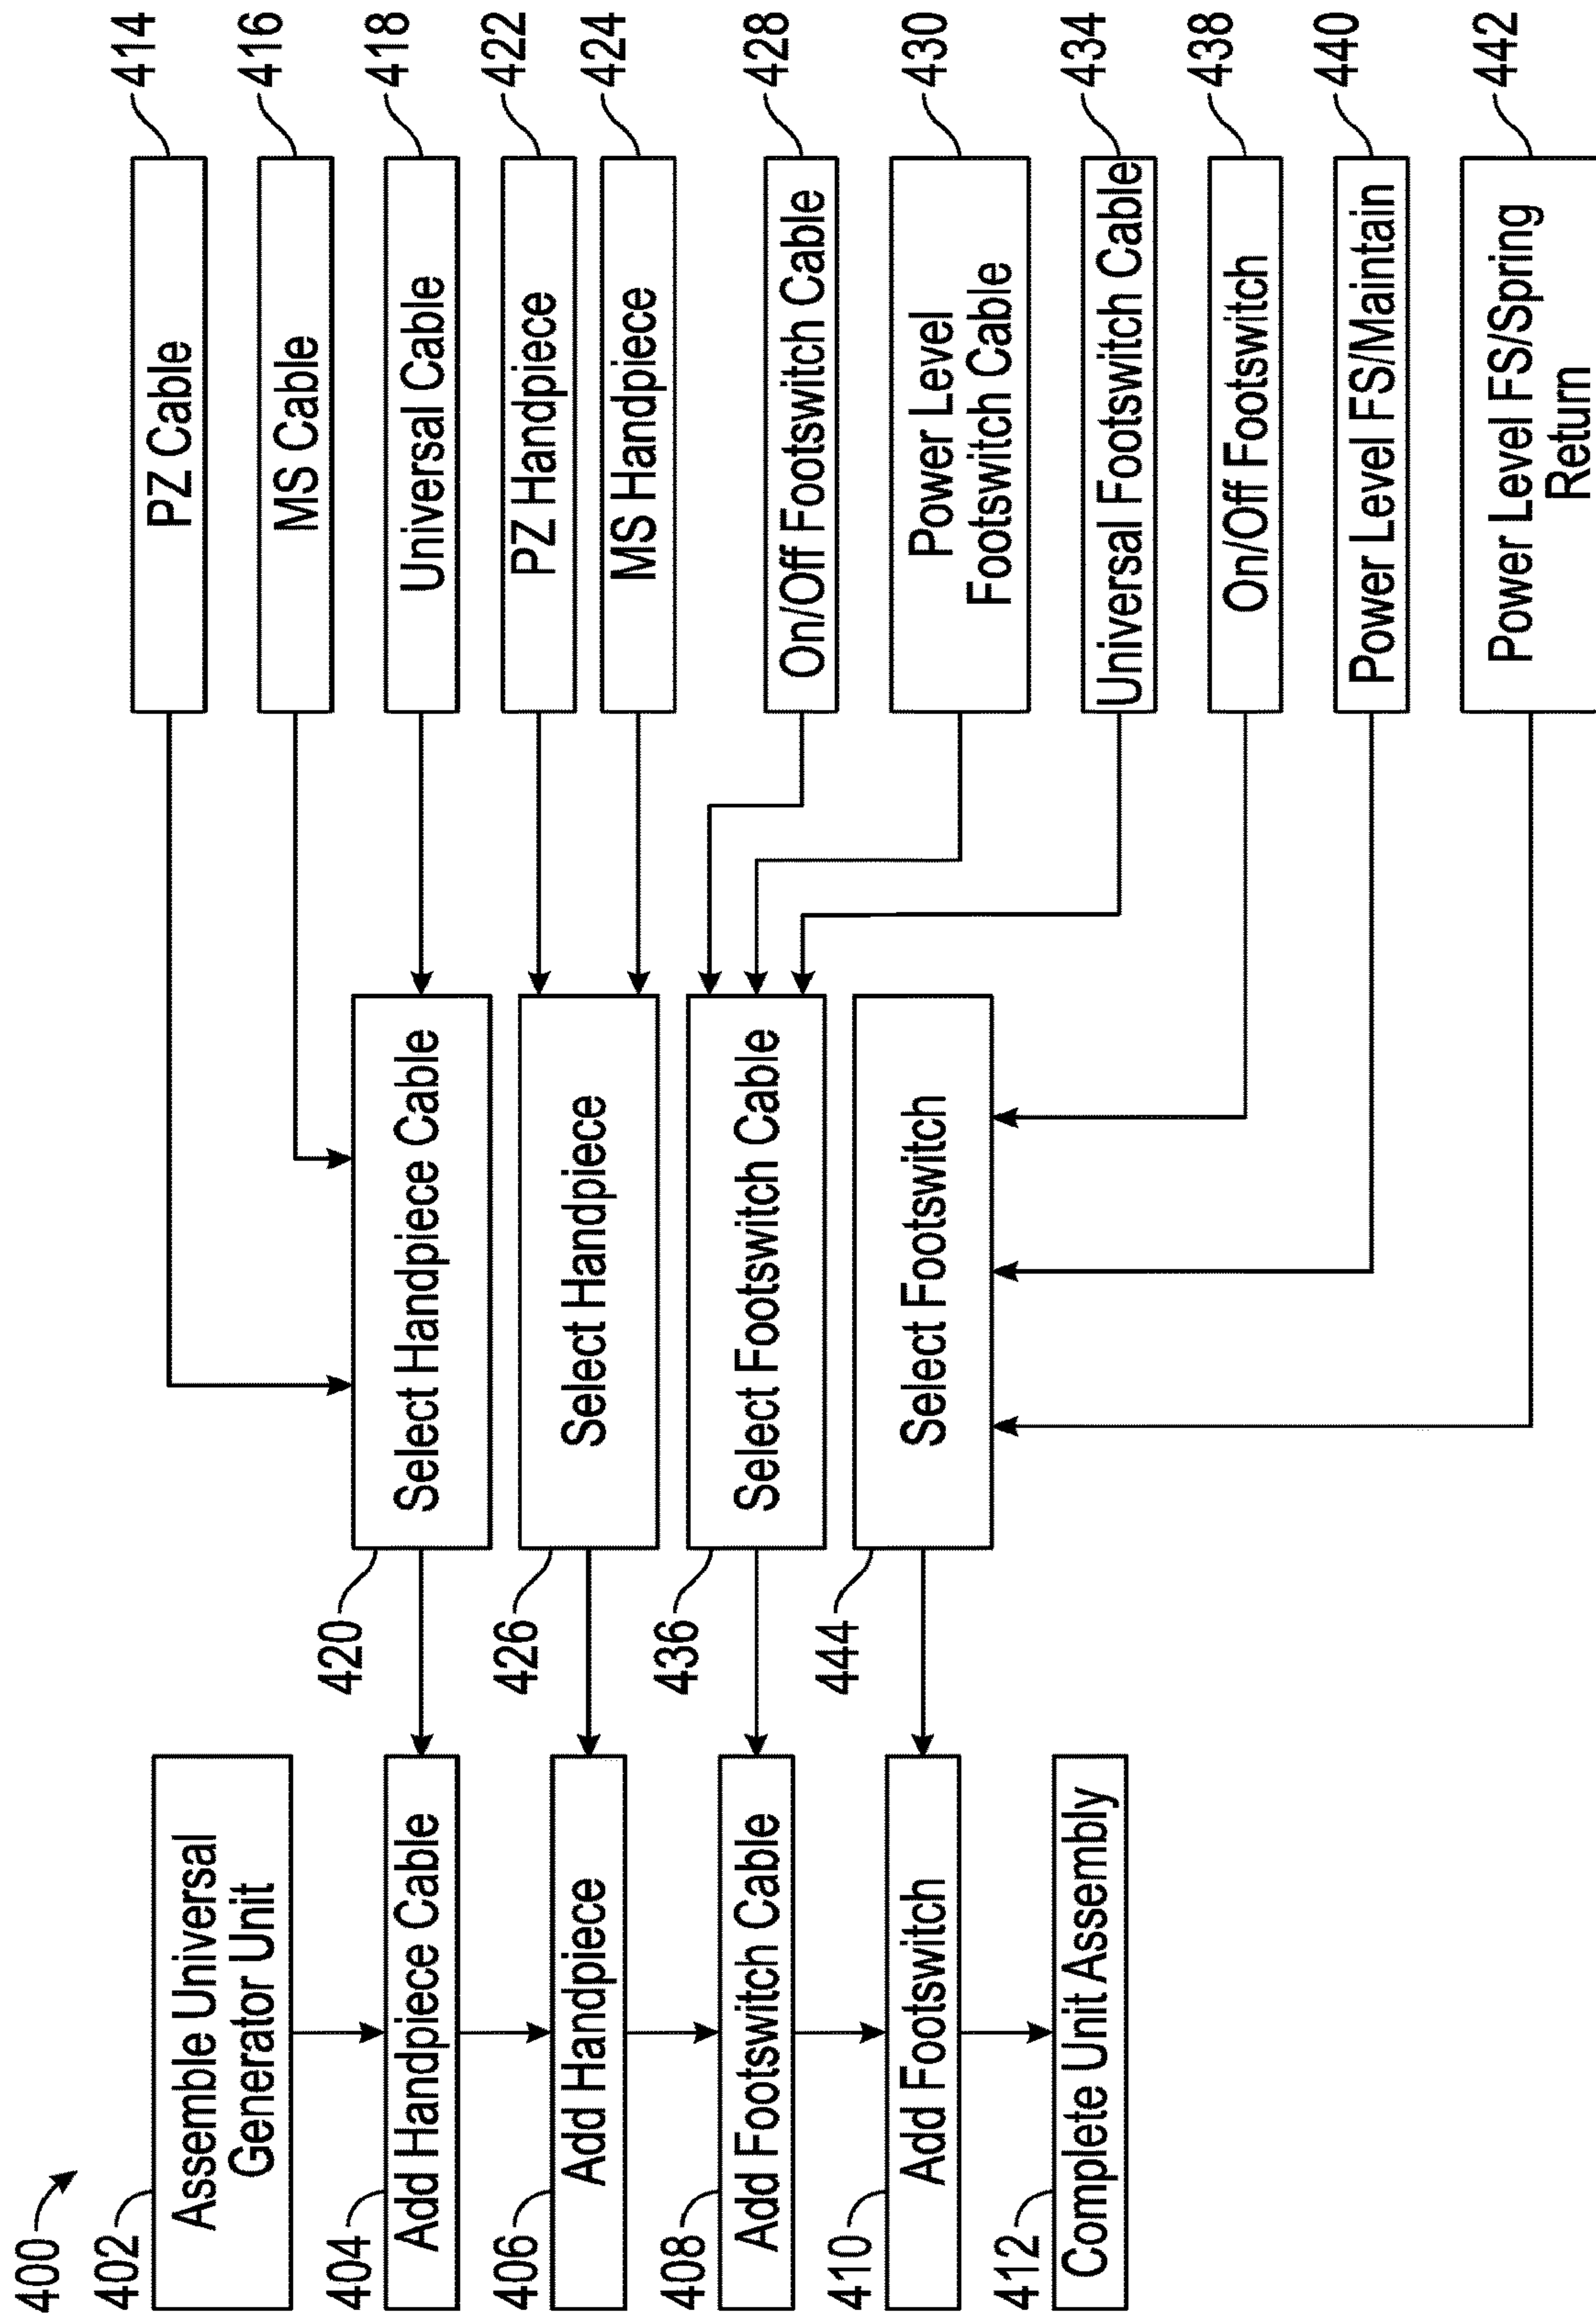 400
402
Assemble Universal
Generator Unit
404
Add Handpiece Cable
406
Add Handpiece
408
Add Footswitch Cable
410
Add Footswitch
412
Complete Unit Assembly
420
Select Handpiece Cable
426
Select Handpiece
436
Select Footswitch Cable
444
Select Footswitch
PZ Cable
414
MS Cable
416
Universal Cable
418
PZ Handpiece
422
MS Handpiece
424
On/Off Footswitch Cable
428
Power Level
Footswitch Cable
430
Universal Footswitch Cable
434
On/Off Footswitch
438
Power Level FS/Maintain
440
Power Level FS/Spring
Return
442